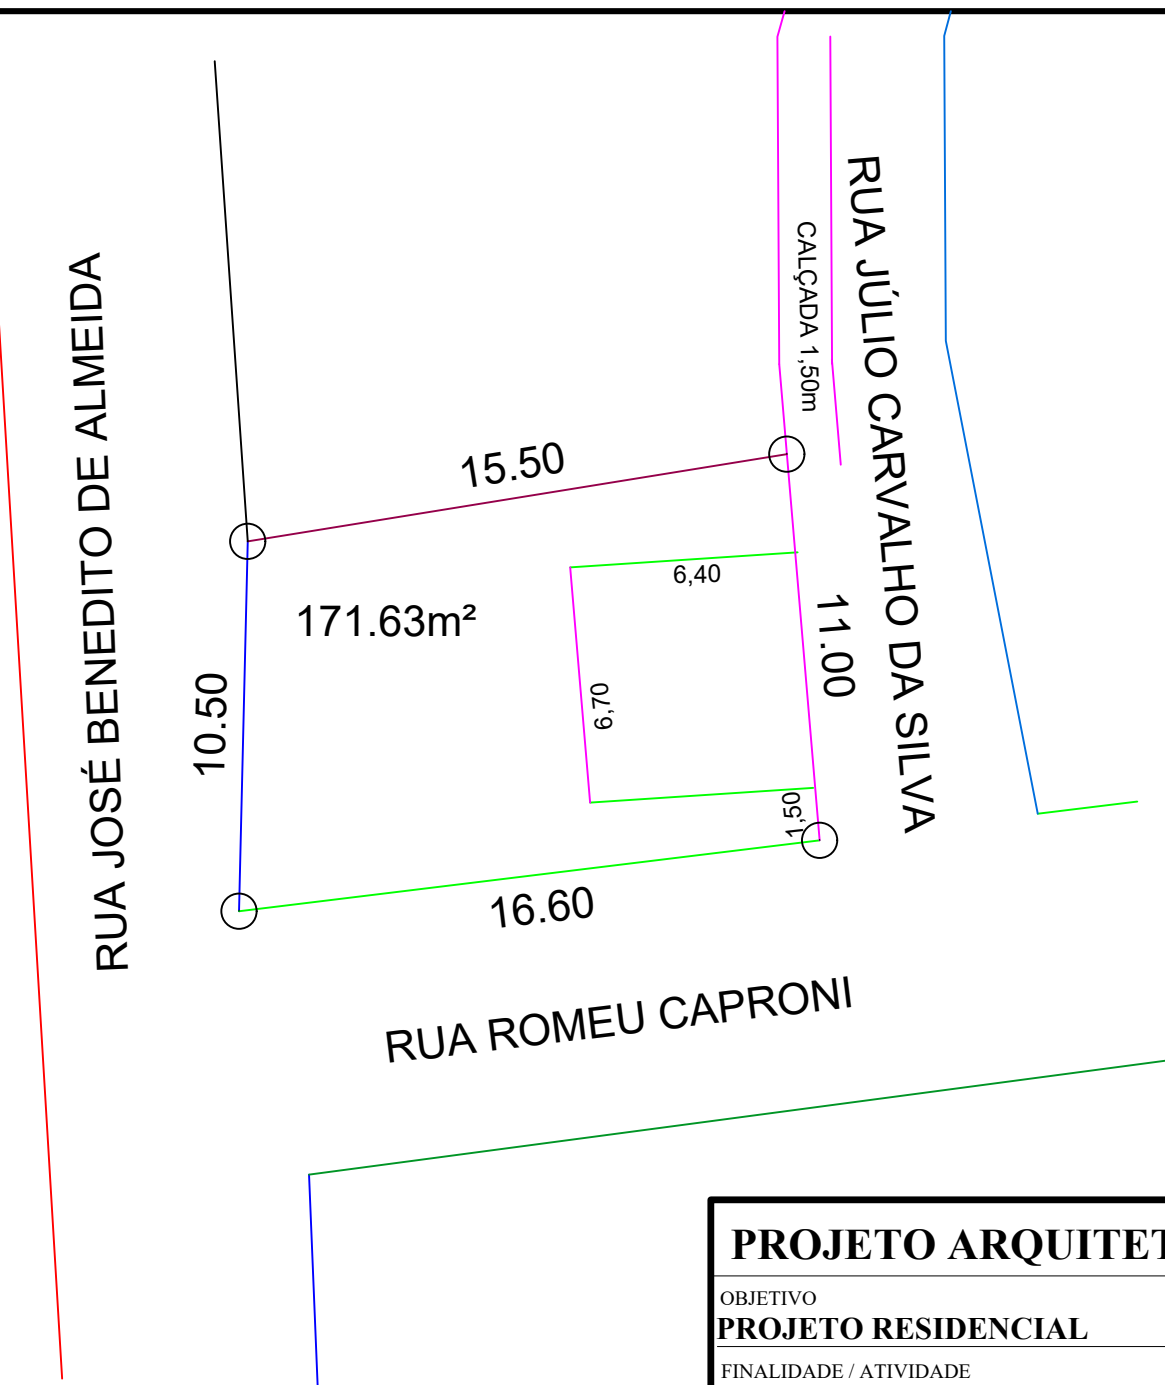 RUA JOSÉ BENEDITO DE ALMEIDA
CALÇADA 1,50m
RUA JÚLIO CARVALHO DA SILVA
15.50
6,40
171.63m²
11.00
10.50
6,70
1,50
16.60
RUA ROMEU CAPRONI
PROJETO ARQUITET
OBJETIVO
PROJETO RESIDENCIAL
FINALIDADE / ATIVIDADE